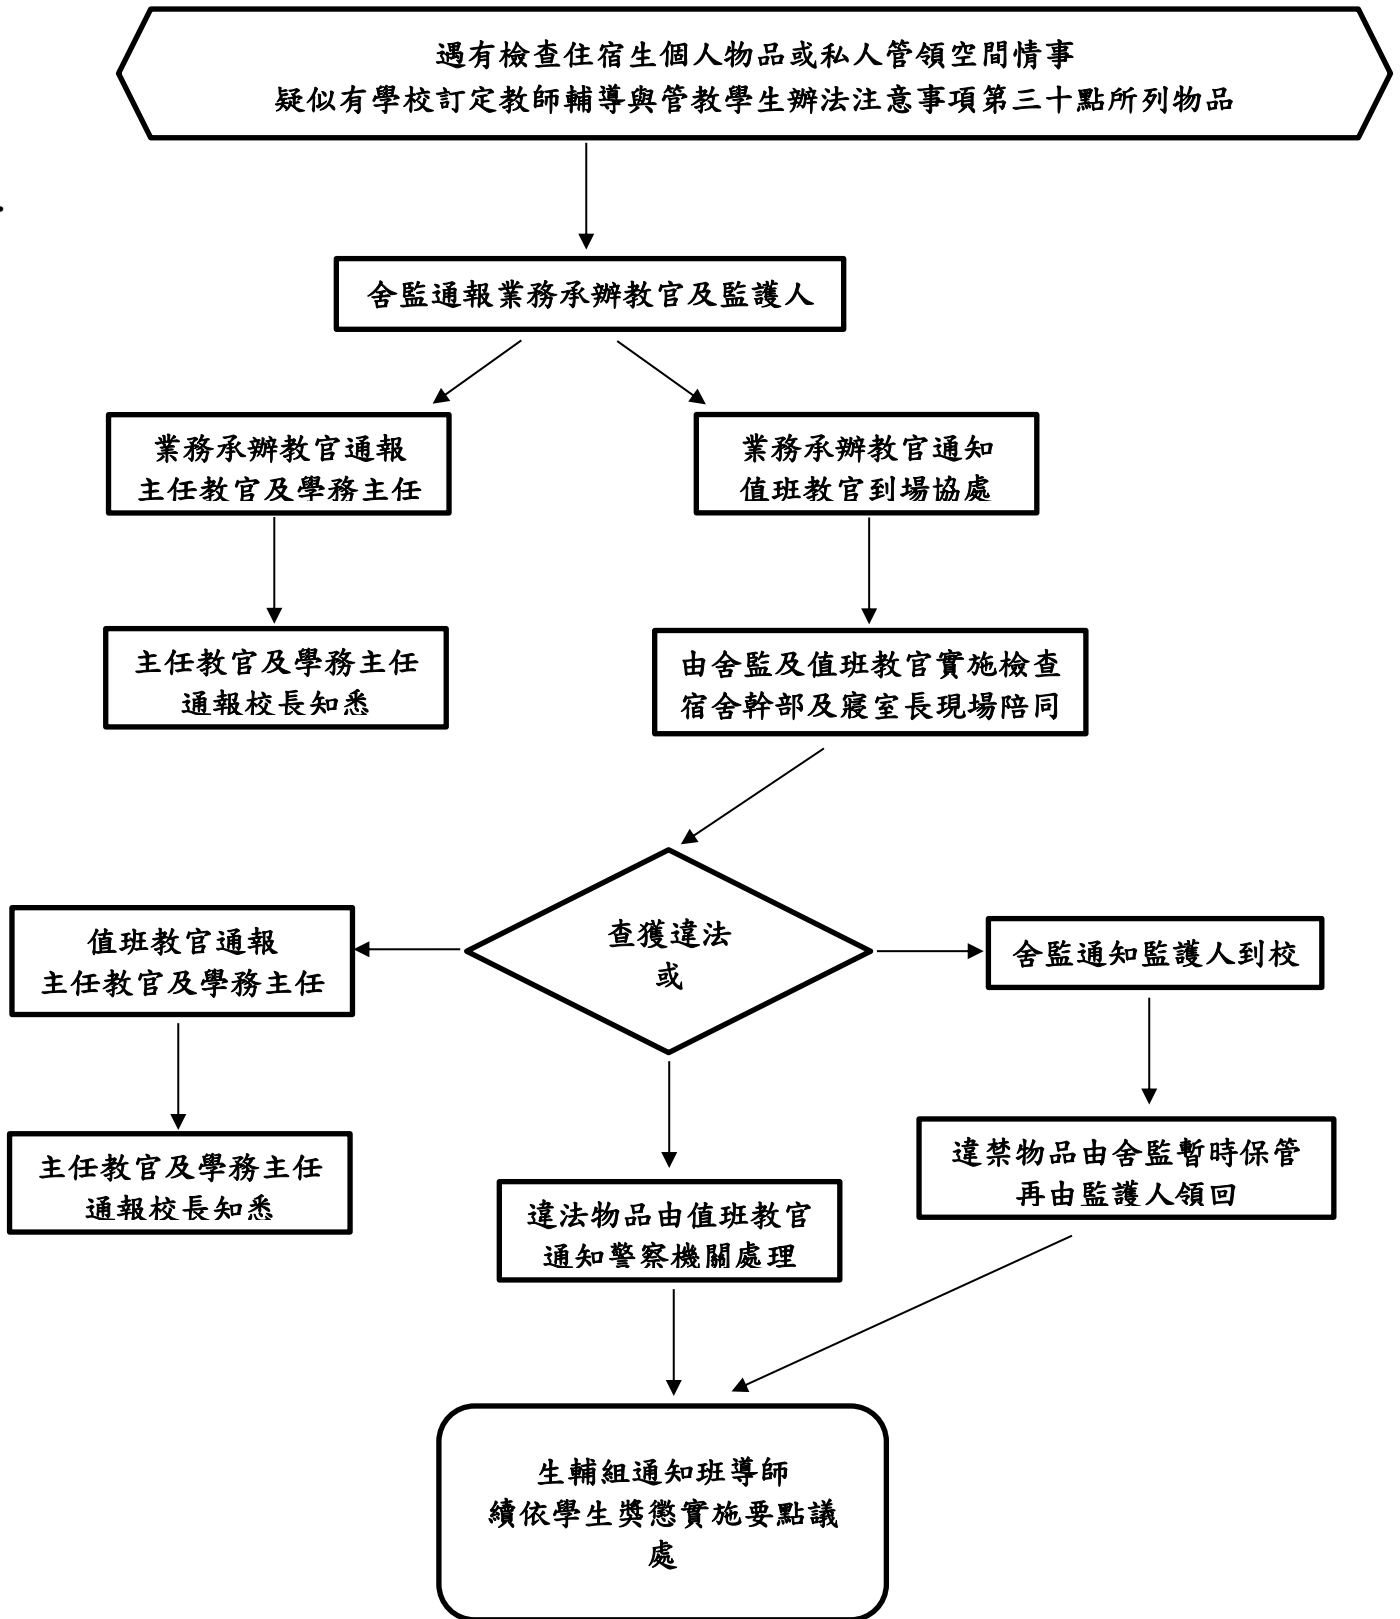 遇有檢查住宿生個人物品或私人管領空間情事
疑似有學校訂定教師輔導與管教學生辦法注意事項第三十點所列物品
舍監通報業務承辦教官及監護人
業務承辦教官通報
主任教官及學務主任
業務承辦教官通知
值班教官到場協處
主任教官及學務主任
通報校長知悉
由舍監及值班教官實施檢查
宿舍幹部及寢室長現場陪同
查獲違法
或
值班教官通報
主任教官及學務主任
舍監通知監護人到校
主任教官及學務主任
通報校長知悉
違法物品由值班教官
通知警察機關處理
違禁物品由舍監暫時保管
再由監護人領回
生輔組通知班導師
續依學生獎懲實施要點議
處